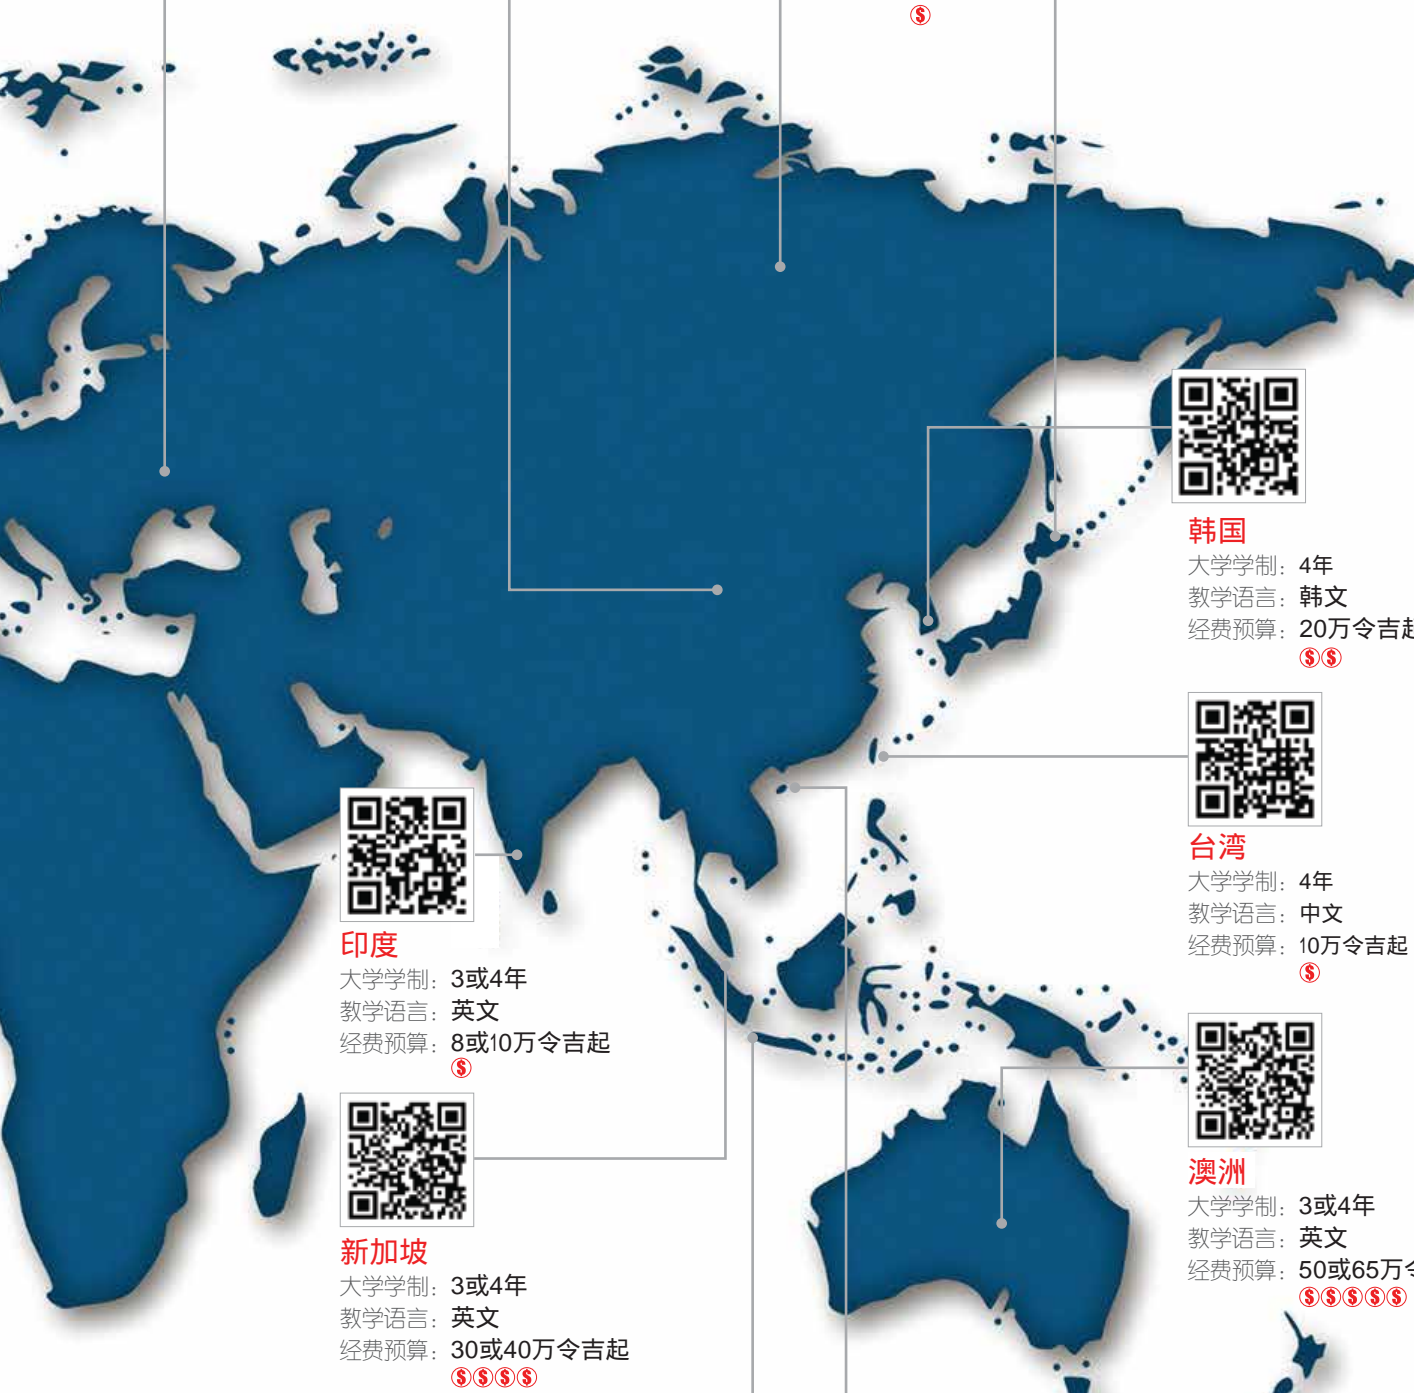 韩国
大学学制：4年
教学语言：韩文
经费预算：20万令吉起
台湾
大学学制：4年
教学语言：中文
经费预算：10万令吉起
印度
大学学制：3或4年
教学语言：英文
经费预算：8或10万令吉起
新加坡
大学学制：3或4年
教学语言：英文
经费预算：30或40万令吉起
澳洲
大学学制：3或4年
教学语言：英文
经费预算：50或65万